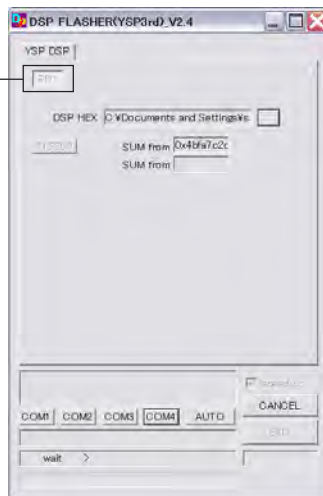 DSP FLASHER(YSP3rd)_V2.4
YSP DSP
DSP HEX C:¥Documents and Settings¥s
SUM from 0x4bfa7c2c
SUM from
CANCEL
COM1 COM2 COM3 COM4 AUTO
wait >